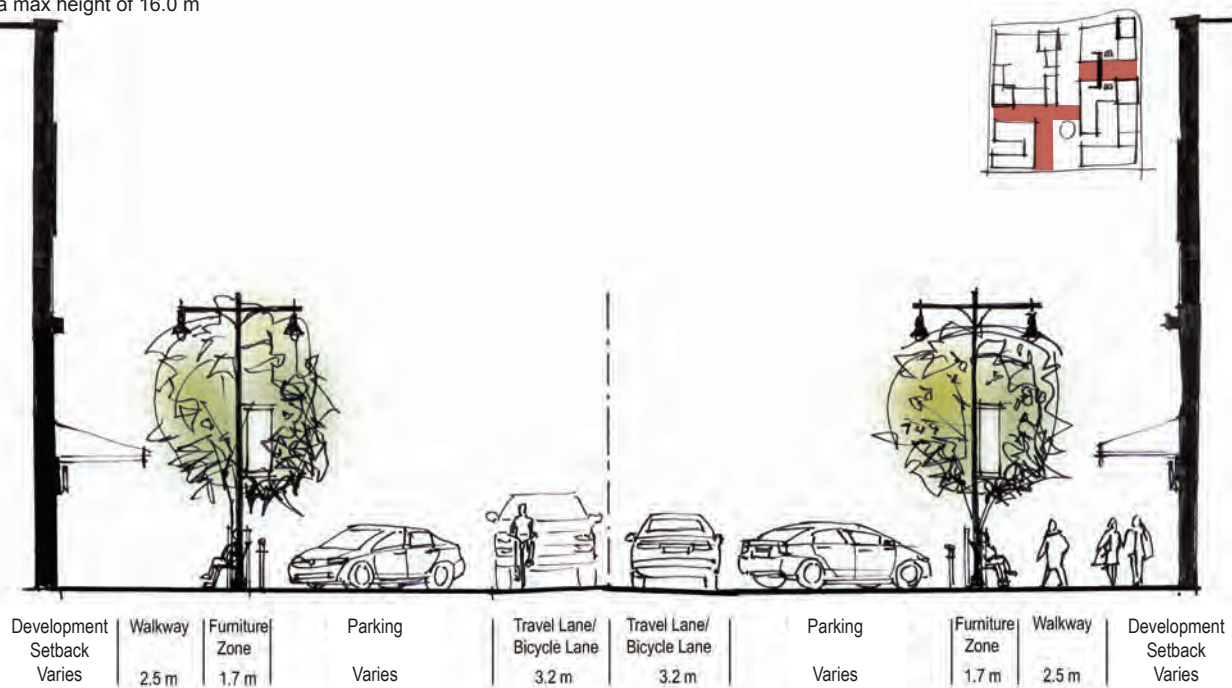 a max height of 16.0 m
B
B
Development Setback Varies
Walkway 2.5 m
Furniture Zone 1.7 m
Parking Varies
Travel Lane/ Bicycle Lane 3.2 m
Travel Lane/ Bicycle Lane 3.2 m
Parking Varies
Furniture Zone 1.7 m
Walkway 2.5 m
Development Setback Varies